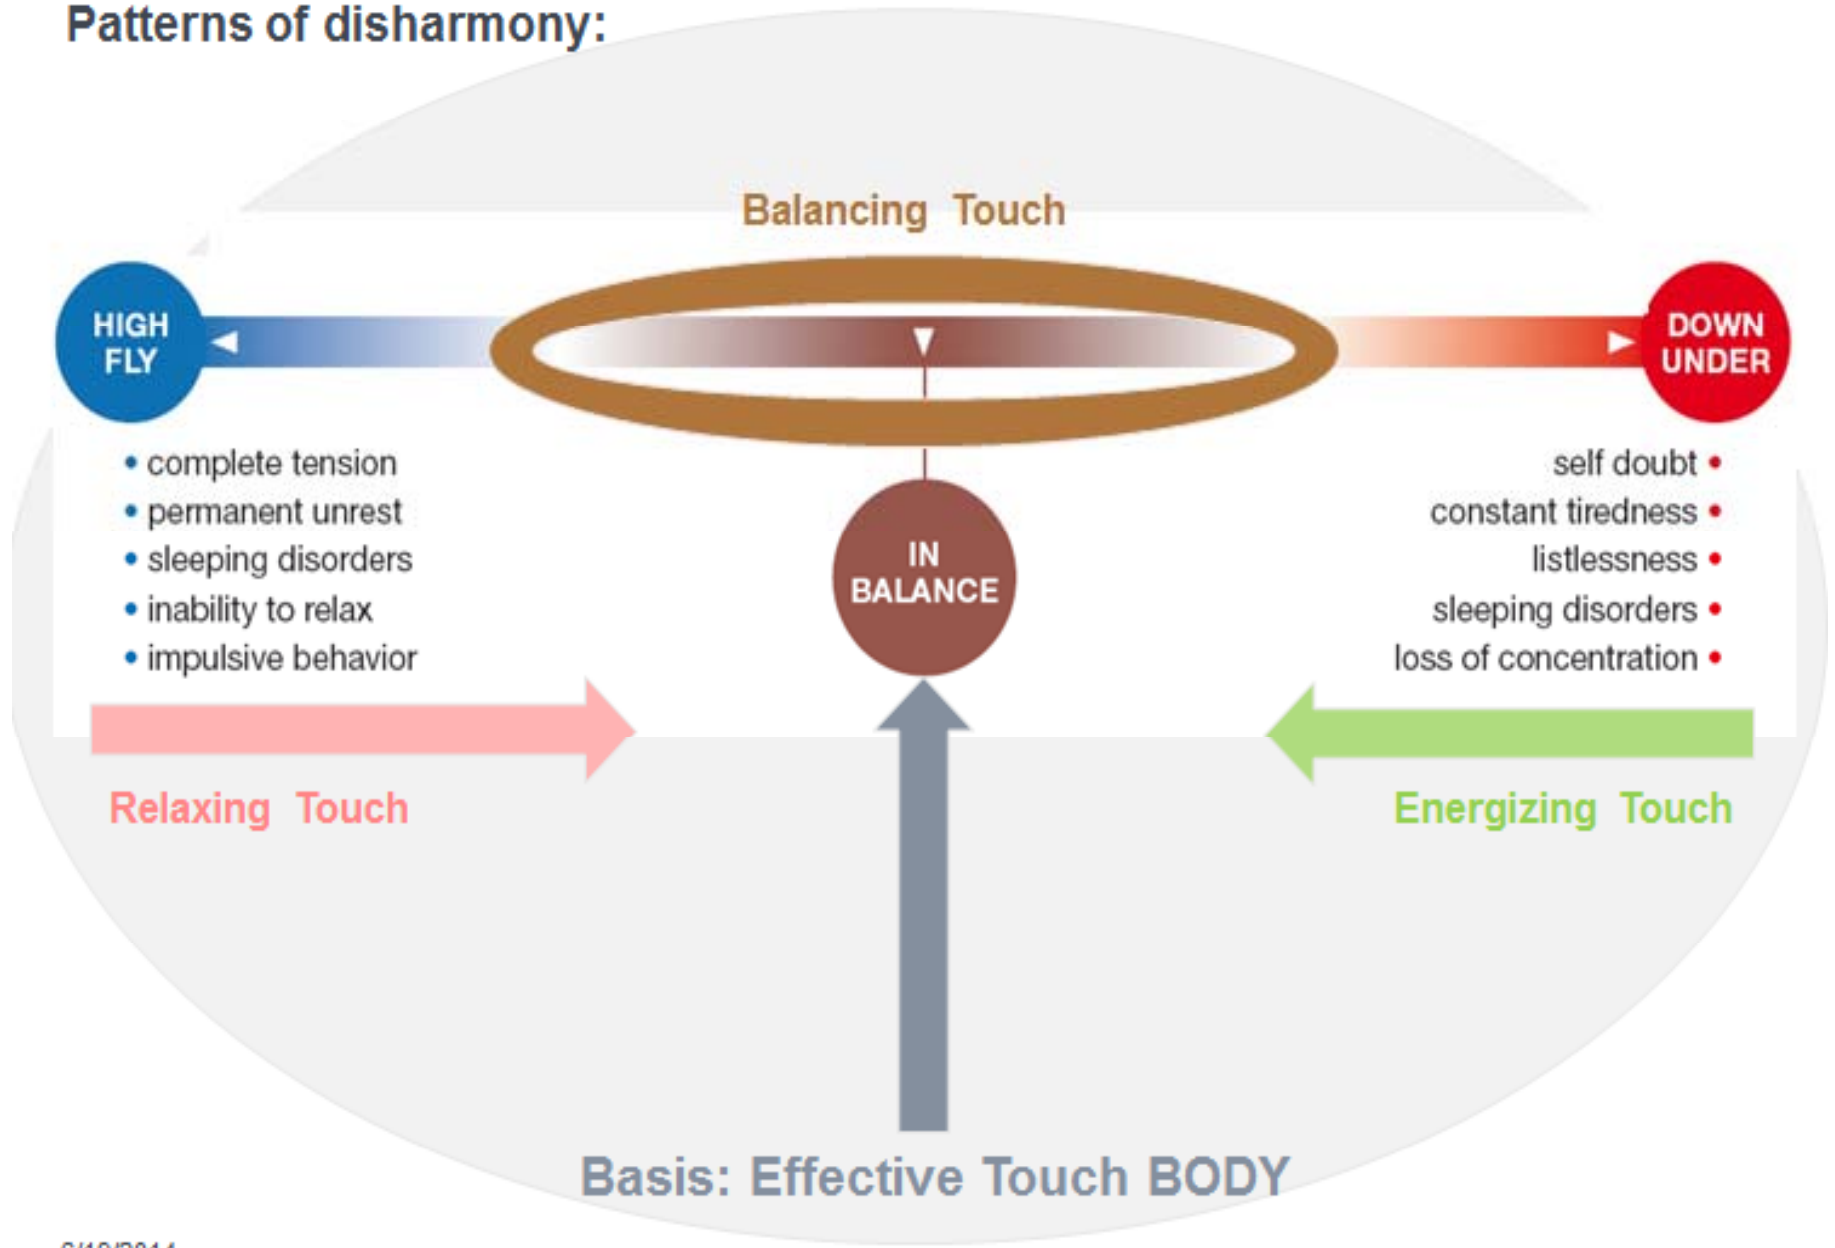 Patterns of disharmony:
Balancing Touch
HIGH
FLY
DOWN
UNDER
• complete tension
• permanent unrest
• sleeping disorders
• inability to relax
• impulsive behavior
IN
BALANCE
self doubt •
constant tiredness •
listlessness •
sleeping disorders •
loss of concentration •
Relaxing Touch
Energizing Touch
Basis: Effective Touch BODY